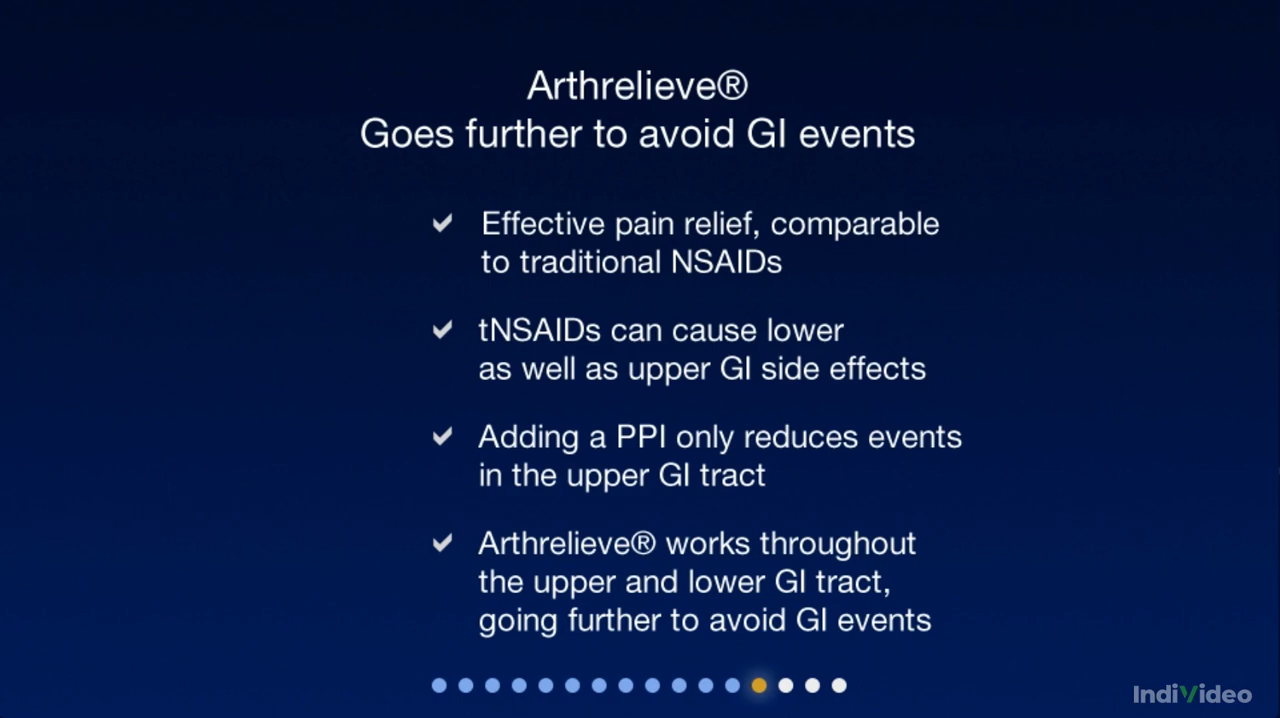 Arthrelieve®
Goes further to avoid GI events
Effective pain relief, comparable
to traditional NSAIDs
tNSAIDs can cause lower
as well as upper GI side effects
Adding a PPI only reduces events
in the upper GI tract
Arthrelieve® works throughout
the upper and lower GI tract,
going further to avoid GI events
IndiVideo